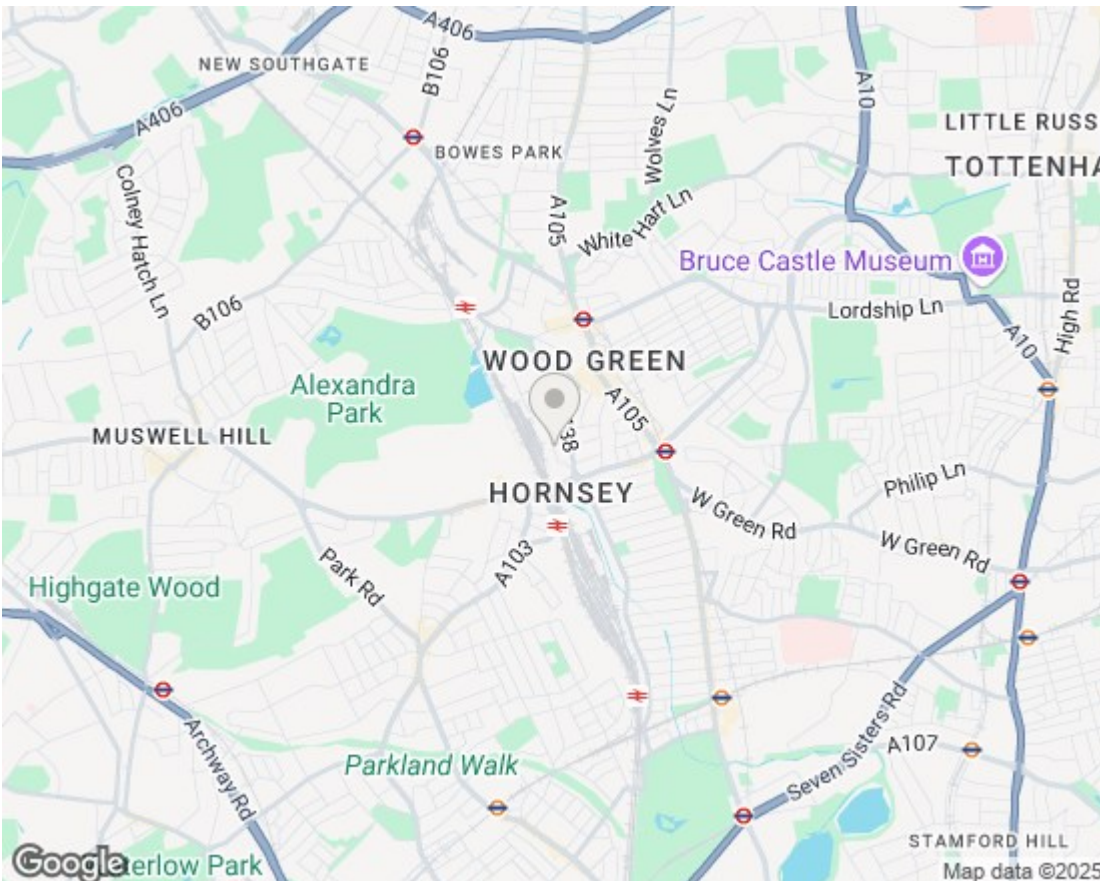 A406
A406
B106
NEW SOUTHGATE
A406
BOWES PARK
Colney Hatch Ln
Wolves Ln
A10
LITTLE RUSS
TOTTENHA
A105
White Hart Ln
Bruce Castle Museum
Lordship Ln
High Rd
A10
B106
WOOD GREEN
Alexandra
Park
A105
MUSWELL HILL
38
HORNSEY
Philip Ln
W Green Rd
W Green Rd
A103
Park Rd
Highgate Wood
Archway Rd
Parkland Walk
Seven Sisters Rd
A107
STAMFORD HILL
Google
terlow Park
Map data ©2025